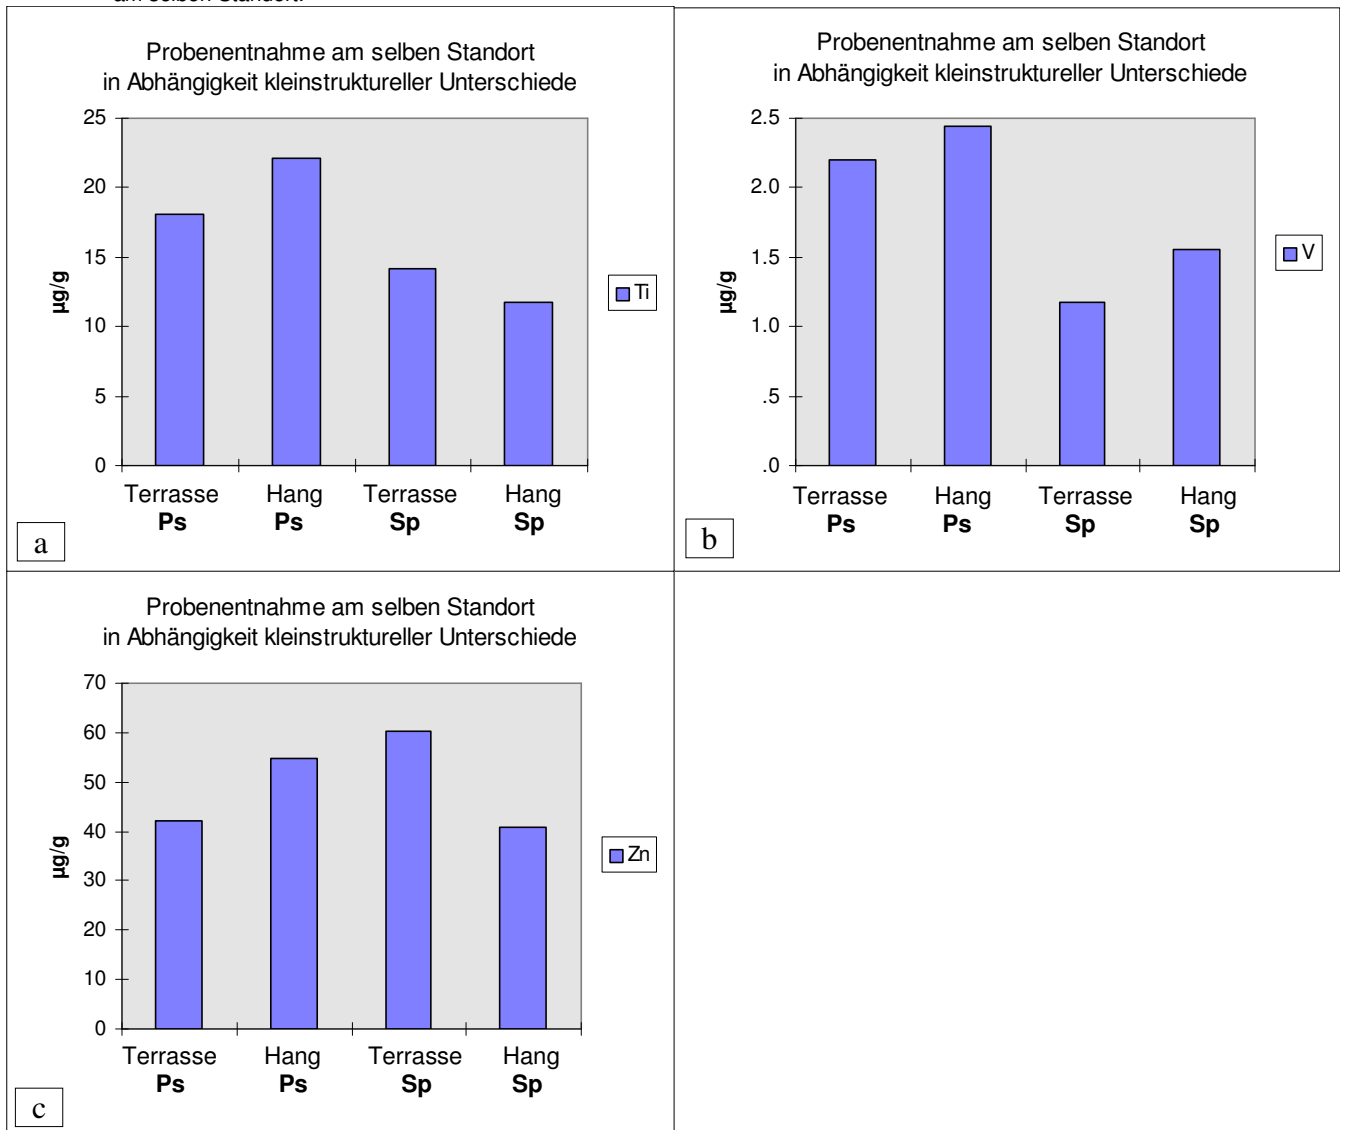 am selben Standort.
Probenentnahme am selben Standort
in Abhängigkeit kleinstruktureller Unterschiede
25
20
15
10
5
0
µg/g
Terrasse Hang Terrasse Hang
Ps Ps Sp Sp
Ti
a
Probenentnahme am selben Standort
in Abhängigkeit kleinstruktureller Unterschiede
2.5
2.0
1.5
1.0
.5
.0
µg/g
Terrasse Hang Terrasse Hang
Ps Ps Sp Sp
V
b
Probenentnahme am selben Standort
in Abhängigkeit kleinstruktureller Unterschiede
70
60
50
40
30
20
10
0
µg/g
Terrasse Hang Terrasse Hang
Ps Ps Sp Sp
Zn
c